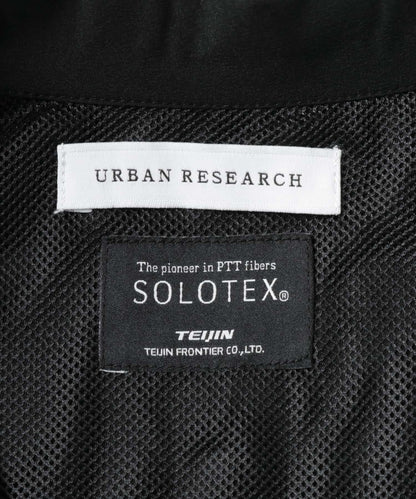 URBAN RESEARCH
The pioneer in PTT fibers
SOLOTEX®
TEIJIN
TEIJIN FRONTIER CO., LTD.